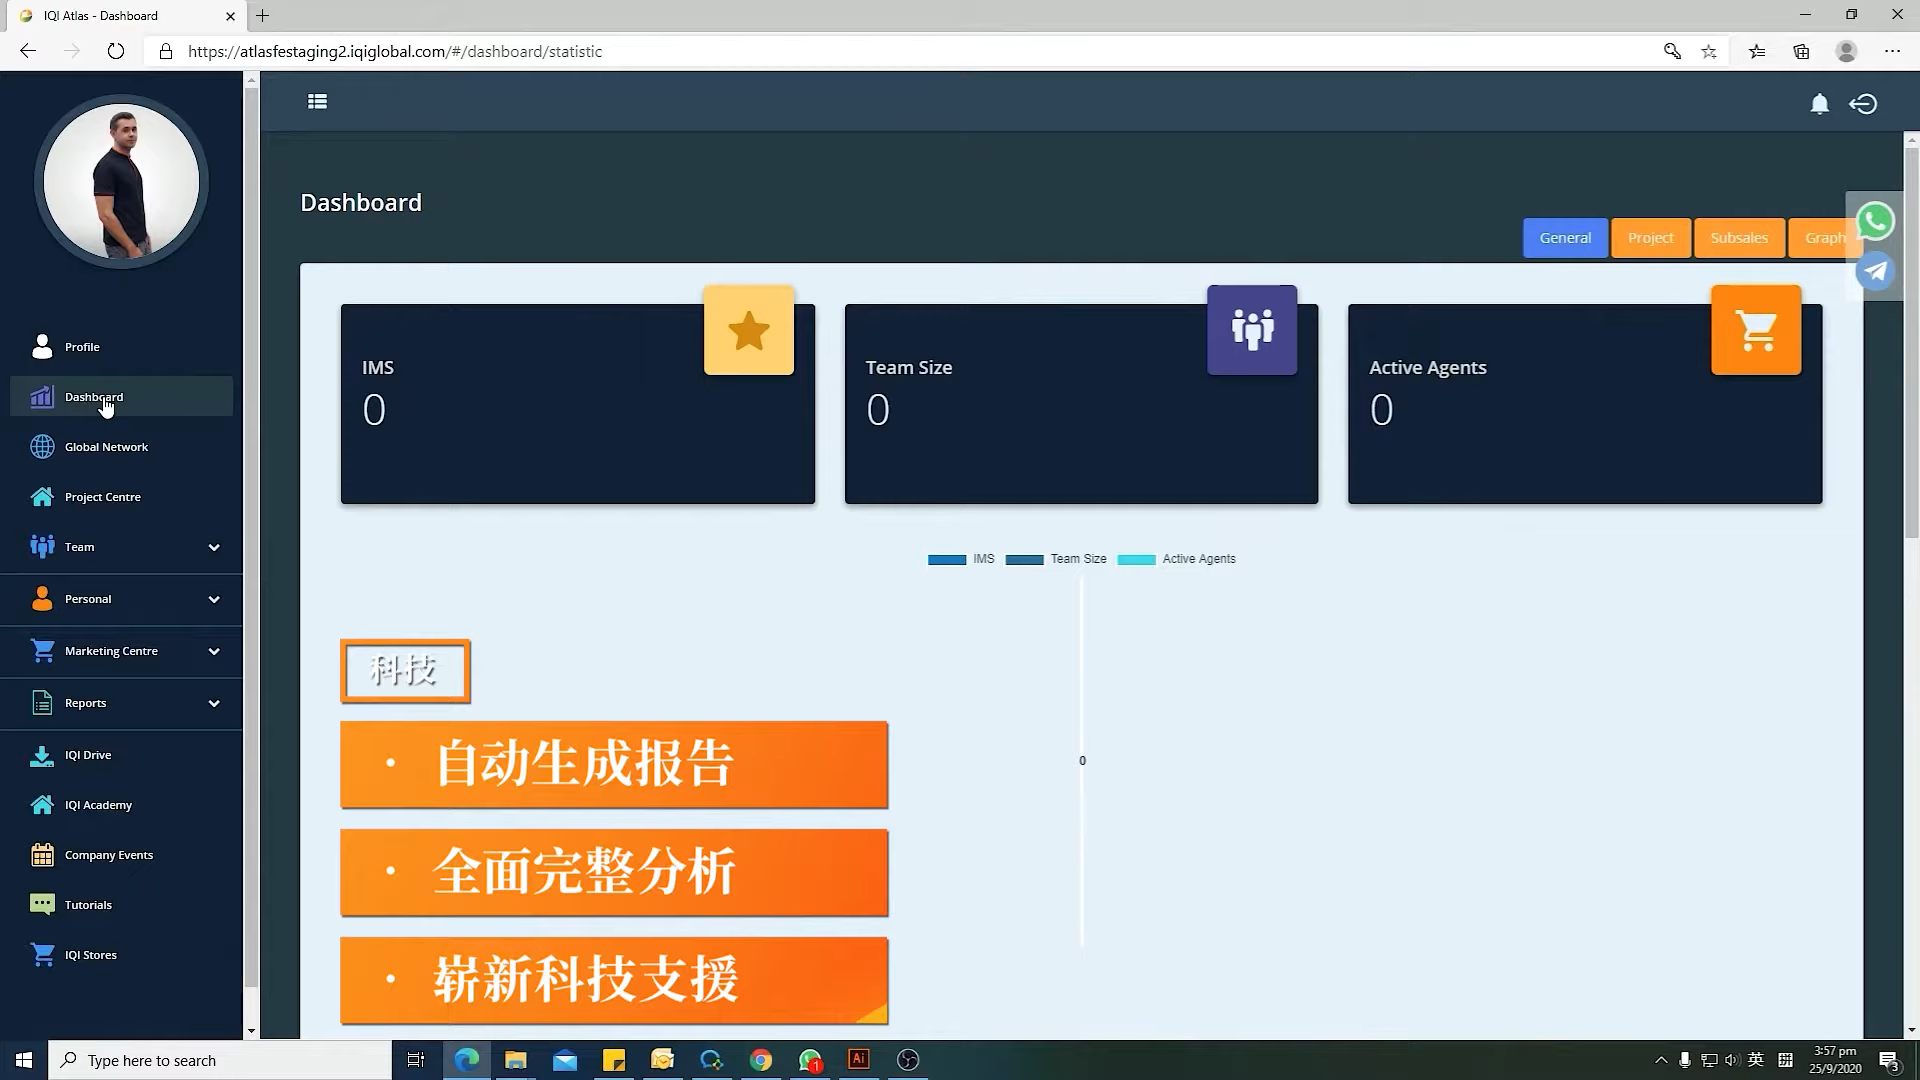 IQI Atlas - Dashboard
https://atlasfestaging2.iqiglobal.com/#/dashboard/statistic
Profile
Dashboard
Global Network
Project Centre
Team
Personal
Marketing Centre
Reports
IQI Drive
IQI Academy
Company Events
Tutorials
IQI Stores
Dashboard
General
Project
Subsales
Graph
IMS
0
Team Size
0
Active Agents
0
IMS
Team Size
Active Agents
0
科技
· 自动生成报告
· 全面完整分析
· 崭新科技支援
Type here to search
1
Ai
英
拼
3:57 pm
25/9/2020
3